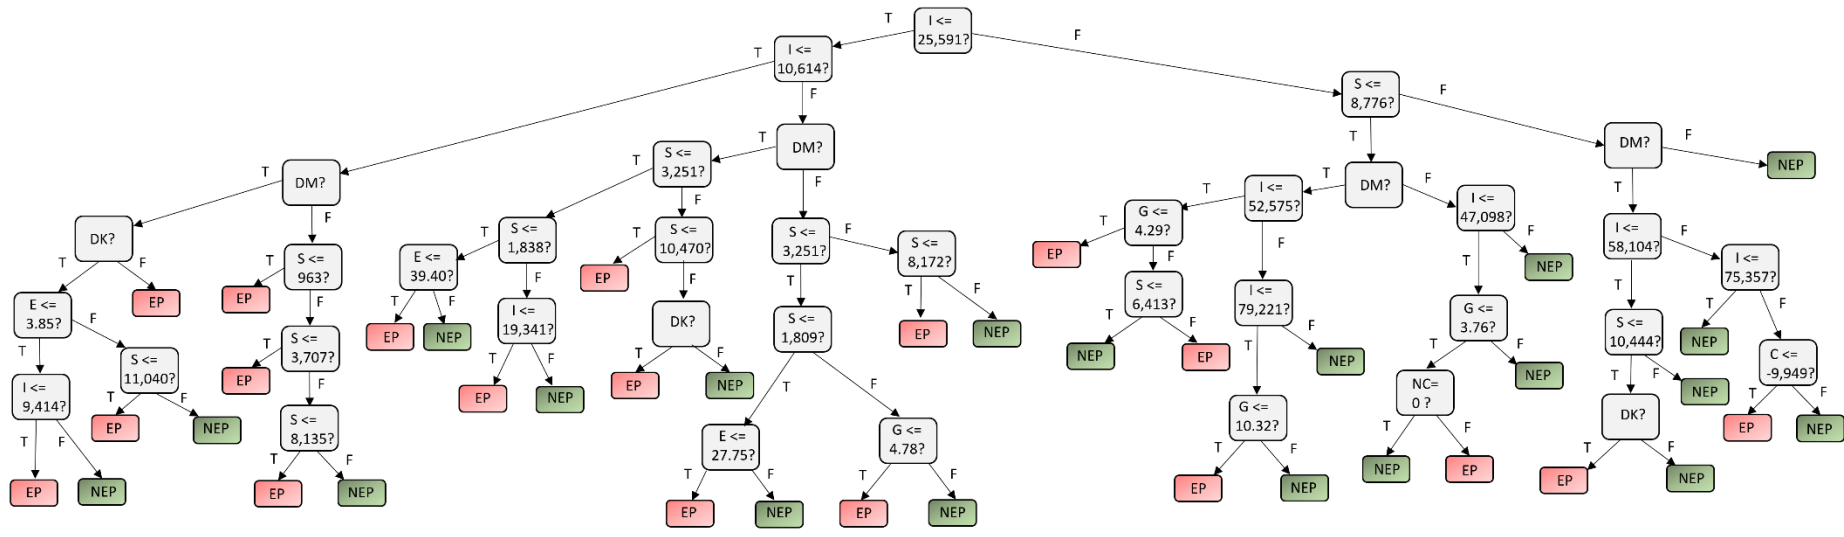 I <=
25,591?
T
F
I <=
10,614?
T
F
S <=
8,776?
T
F
DM?
T
F
DM?
T
F
DM?
T
F
DM?
T
F
NEP
DK?
T
F
S <=
963?
T
F
S <=
3,251?
T
F
S <=
3,251?
T
F
I <=
52,575?
T
F
I <=
47,098?
T
F
I <=
58,104?
T
F
E <=
3.85?
T
F
EP
EP
S <=
3,707?
T
F
S <=
1,838?
T
F
S <=
10,470?
T
F
S <=
1,809?
T
F
S <=
8,172?
T
F
G <=
4.29?
T
F
I <=
79,221?
T
F
G <=
3.76?
T
F
NEP
S <=
10,444?
T
F
I <=
75,357?
T
F
I <=
9,414?
T
F
S <=
11,040?
T
F
EP
S <=
8,135?
T
F
E <=
39.40?
T
F
I <=
19,341?
T
F
EP
DK?
T
F
E <=
27.75?
T
F
G <=
4.78?
T
F
EP
NEP
EP
S <=
6,413?
T
F
G <=
10.32?
T
F
NEP
NC=
0 ?
T
F
NEP
DK?
T
F
NEP
NEP
C <=
-9,949?
T
F
EP
NEP
EP
NEP
EP
NEP
EP
NEP
EP
NEP
EP
NEP
EP
NEP
EP
NEP
NEP
EP
EP
NEP
NEP
EP
EP
NEP
EP
NEP